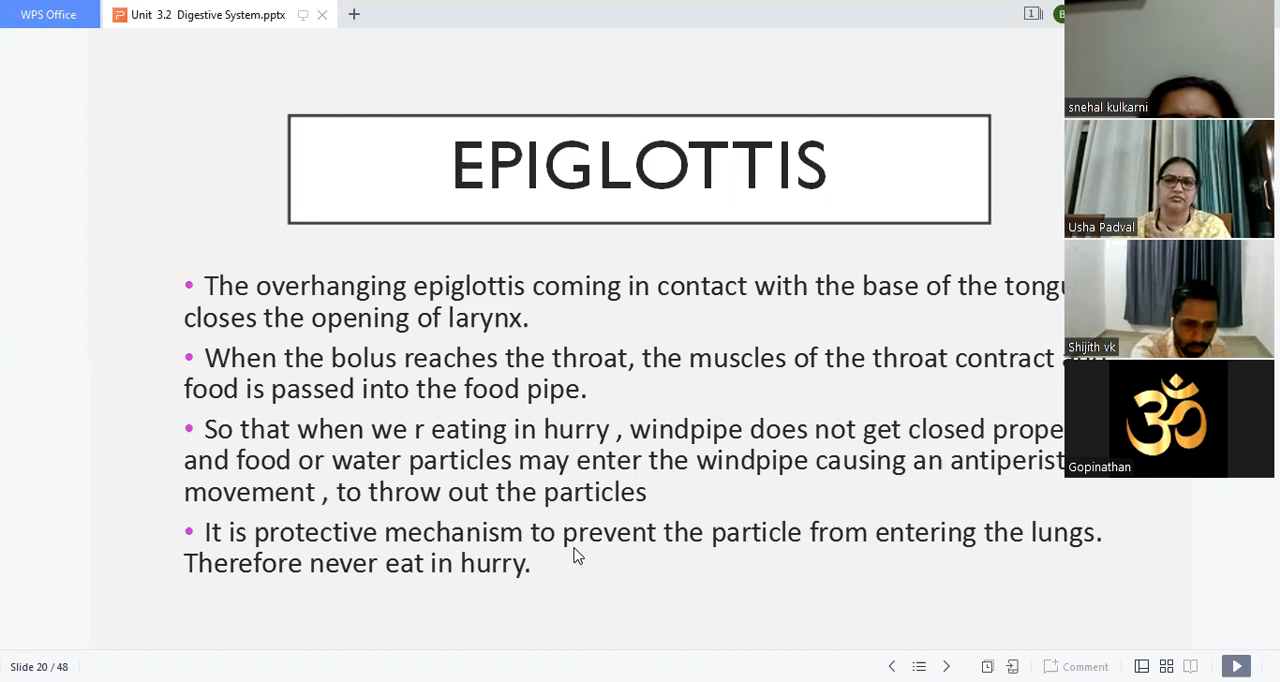 WPS Office
Unit 3.2 Digestive System.pptx
1
B
EPIGLOTTIS
• The overhanging epiglottis coming in contact with the base of the tongu
closes the opening of larynx.
• When the bolus reaches the throat, the muscles of the throat contract
food is passed into the food pipe.
• So that when we r eating in hurry , windpipe does not get closed prope
and food or water particles may enter the windpipe causing an antiperist
movement , to throw out the particles
• It is protective mechanism to prevent the particle from entering the lungs.
Therefore never eat in hurry.
snehal kulkarni
Usha Padval
Shijith vk
ॐ
Gopinathan
Slide 20 / 48
Comment